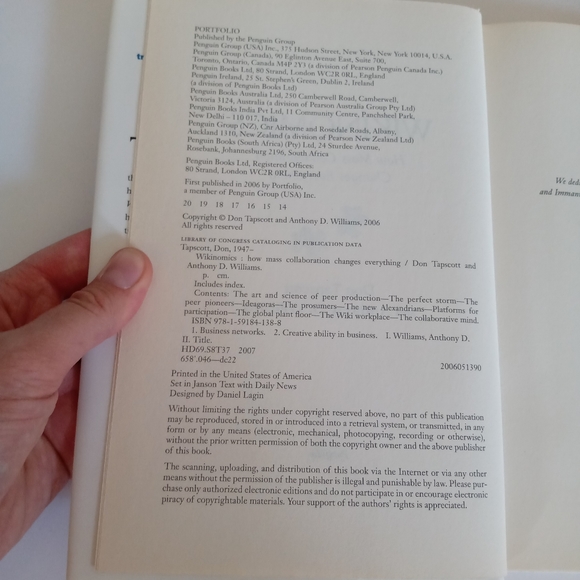 PORTFOLIO
Published by the Penguin Group
Penguin Group (USA) Inc., 375 Hudson Street, New York, New York 10014, U.S.A.
Penguin Group (Canada), 90 Eglinton Avenue East, Suite 700,
Toronto, Ontario, Canada M4P 2Y3 (a division of Pearson Penguin Canada Inc.)
Penguin Books Ltd, 80 Strand, London WC2R 0RL, England
Penguin Ireland, 25 St. Stephen's Green, Dublin 2, Ireland
(a division of Penguin Books Ltd)
Penguin Books Australia Ltd, 250 Camberwell Road, Camberwell,
Victoria 3124, Australia (a division of Pearson Australia Group Pty Ltd)
Penguin Books India Pvt Ltd, 11 Community Centre, Panchsheel Park,
New Delhi – 110 017, India
Penguin Group (NZ), Cnr Airborne and Rosedale Roads, Albany,
Auckland 1310, New Zealand (a division of Pearson New Zealand Ltd)
Penguin Books (South Africa) (Pty) Ltd, 24 Sturdee Avenue,
Rosebank, Johannesburg 2196, South Africa
Penguin Books Ltd, Registered Offices:
80 Strand, London WC2R 0RL, England
First published in 2006 by Portfolio,
a member of Penguin Group (USA) Inc.
20 19 18 17 16 15 14
Copyright © Don Tapscott and Anthony D. Williams, 2006
All rights reserved
LIBRARY OF CONGRESS CATALOGING IN PUBLICATION DATA
Tapscott, Don, 1947–
Wikinomics : how mass collaboration changes everything / Don Tapscott and
Anthony D. Williams.
p. cm.
Includes index.
Contents: The art and science of peer production—The perfect storm—The
peer pioneers—Ideagoras—The prosumers—The new Alexandrians—Platforms for
participation—The global plant floor—The Wiki workplace—The collaborative mind.
ISBN 978-1-59184-138-8
1. Business networks. 2. Creative ability in business. I. Williams, Anthony D.
II. Title.
HD69.S8T37 2007
658'.046—dc22 2006051390
Printed in the United States of America
Set in Janson Text with Daily News
Designed by Daniel Lagin
Without limiting the rights under copyright reserved above, no part of this publication
may be reproduced, stored in or introduced into a retrieval system, or transmitted, in any
form or by any means (electronic, mechanical, photocopying, recording or otherwise),
without the prior written permission of both the copyright owner and the above publisher
of this book.
The scanning, uploading, and distribution of this book via the Internet or via any other
means without the permission of the publisher is illegal and punishable by law. Please pur-
chase only authorized electronic editions and do not participate in or encourage electronic
piracy of copyrightable materials. Your support of the authors' rights is appreciated.
We
and